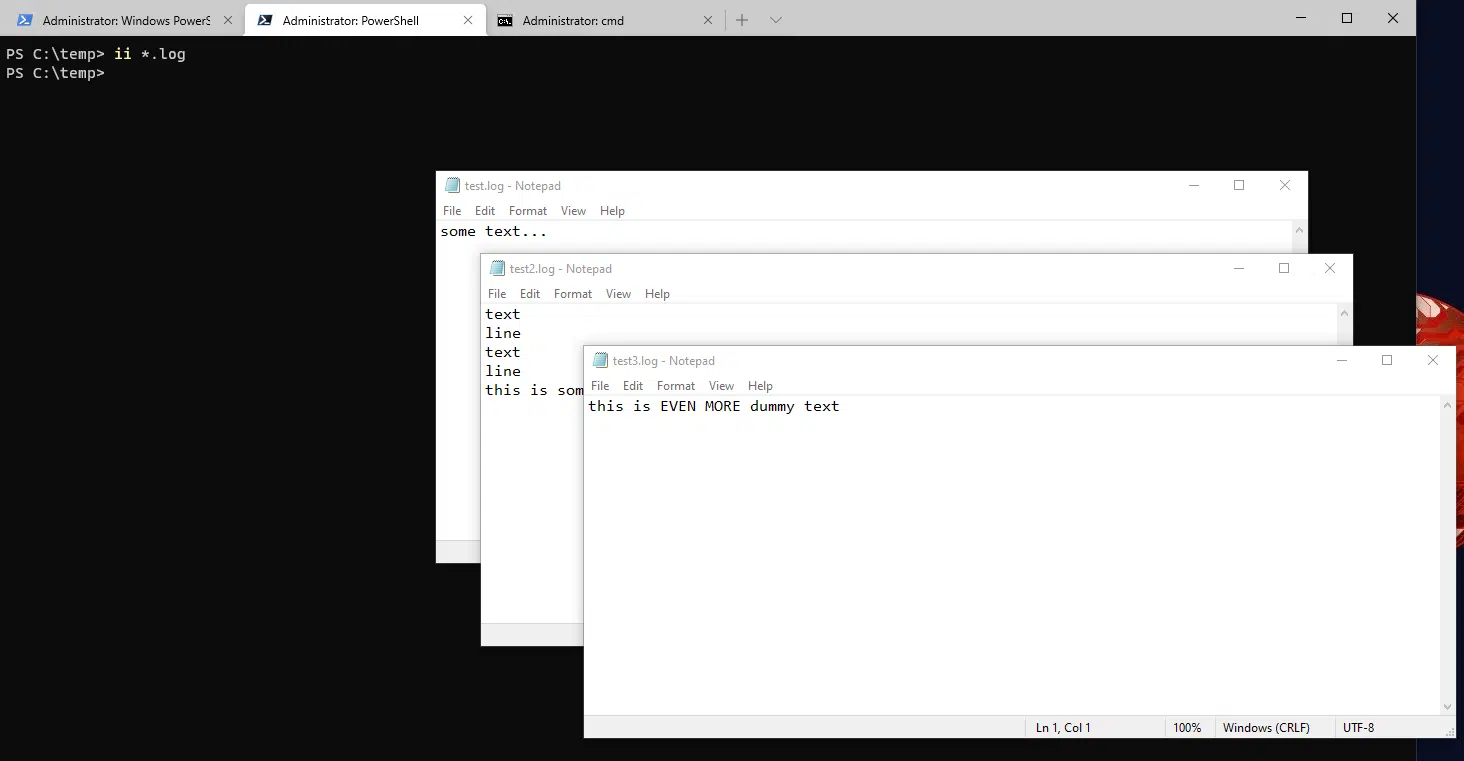 Administrator: Windows PowerS Administrator: PowerShell Administrator: cmd
PS C:\temp> ii *.log
PS C:\temp>
test.log - Notepad
File Edit Format View Help
some text...
test2.log - Notepad
File Edit Format View Help
text
line
text
line
this is som
test3.log - Notepad
File Edit Format View Help
this is EVEN MORE dummy text
Ln 1, Col 1 100% Windows (CRLF) UTF-8